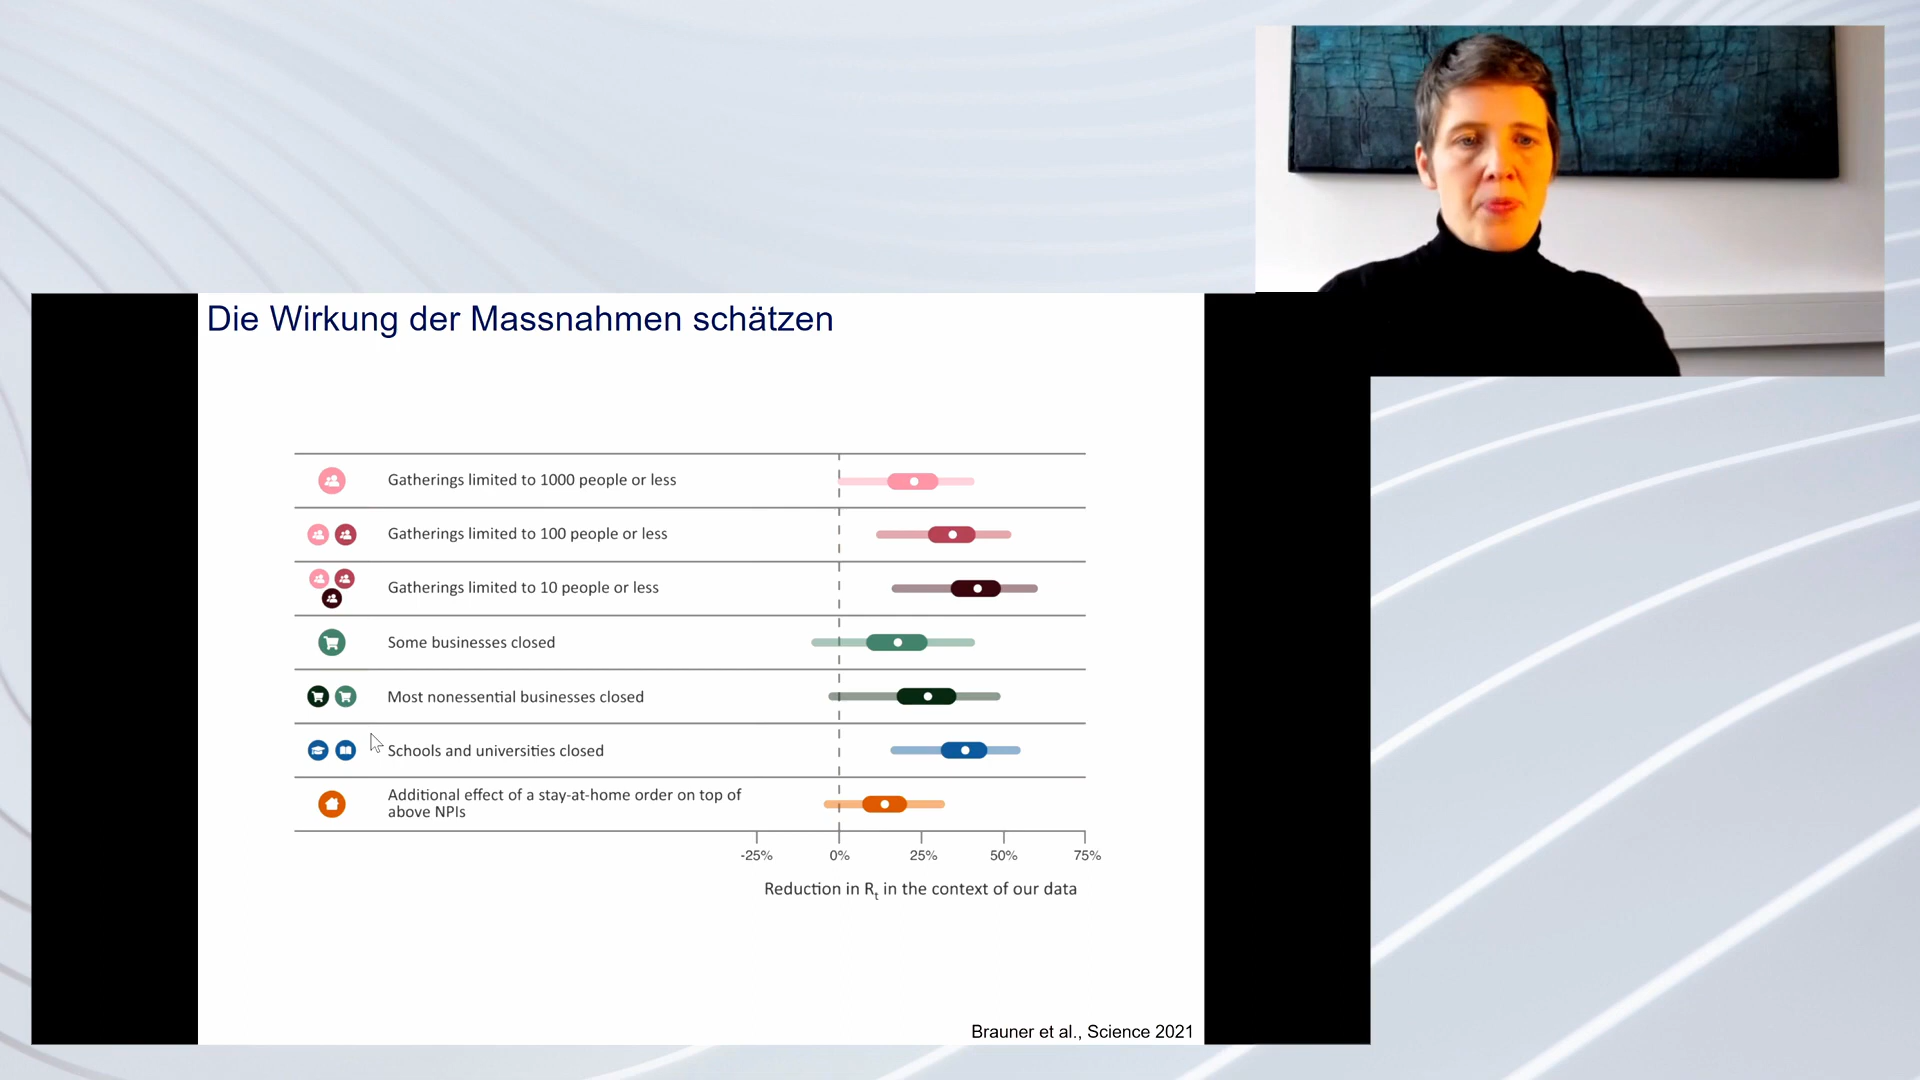 Die Wirkung der Massnahmen schätzen
Gatherings limited to 1000 people or less
Gatherings limited to 100 people or less
Gatherings limited to 10 people or less
Some businesses closed
Most nonessential businesses closed
Schools and universities closed
Additional effect of a stay-at-home order on top of
above NPIs
-25% 0% 25% 50% 75%
Reduction in Rt in the context of our data
Brauner et al., Science 2021